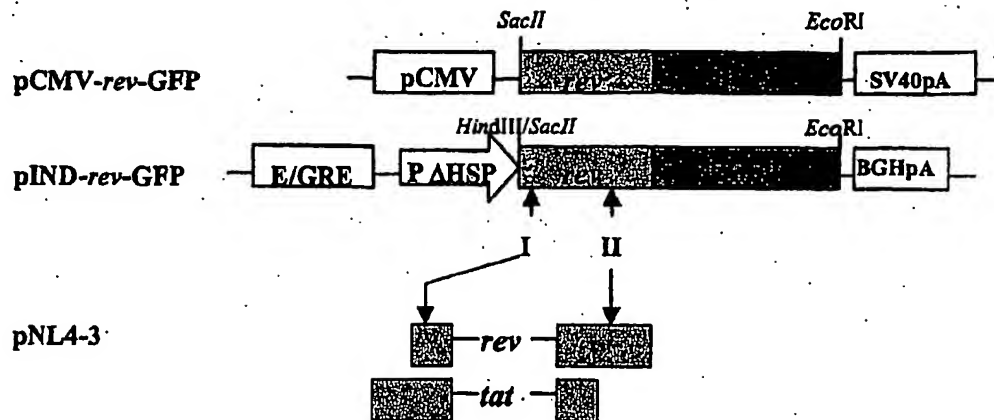 SacII EcoRI
pCMV-rev-GFP pCMV rev SV40pA
HindIII/SacII EcoRI
pIND-rev-GFP E/GRE P ΔHSP rev BGHpA
I II
pNL4-3 rev
tat